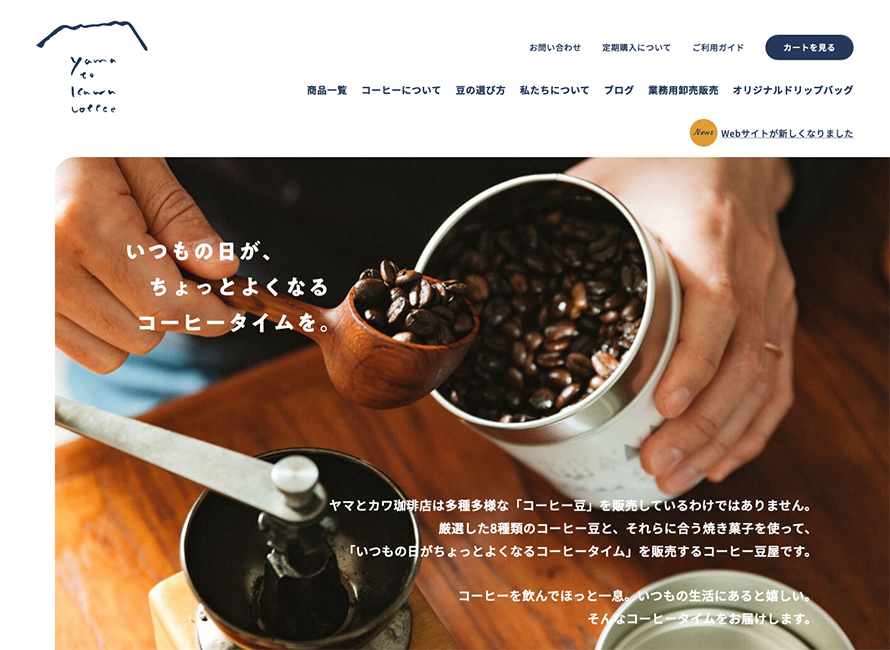 yama
to
kawa
coffee
お問い合わせ
定期購入について
ご利用ガイド
カートを見る
商品一覧
コーヒーについて
豆の選び方
私たちについて
ブログ
業務用卸売販売
オリジナルドリップバッグ
News
Webサイトが新しくなりました
いつもの日が、
ちょっとよくなる
コーヒータイムを。
ヤマとカワ珈琲店は多種多様な「コーヒー豆」を販売しているわけではありません。
厳選した8種類のコーヒー豆と、それらに合う焼き菓子を使って、
「いつもの日がちょっとよくなるコーヒータイム」を販売するコーヒー豆屋です。
コーヒーを飲んでほっと一息。いつもの生活にあると嬉しい。
そんなコーヒータイムをお届けします。